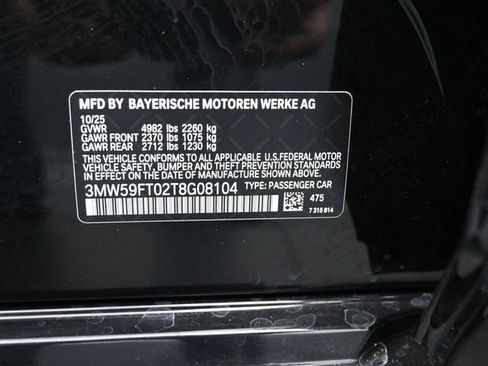 MFD BY BAYERISCHE MOTOREN WERKE AG
10/25
GVWR 4982 lbs 2260 kg
GAWR FRONT 2370 lbs 1075 kg
GAWR REAR 2712 lbs 1230 kg
THIS VEHICLE CONFORMS TO ALL APPLICABLE U.S.FEDERAL MOTOR
VEHICLE SAFETY, BUMPER AND THEFT PREVENTION STANDARDS
IN EFFECT ON THE DATE OF MANUFACTURE SHOWN ABOVE.
3MW59FT02T8G08104 TYPE: PASSENGER CAR
475
7 315 814